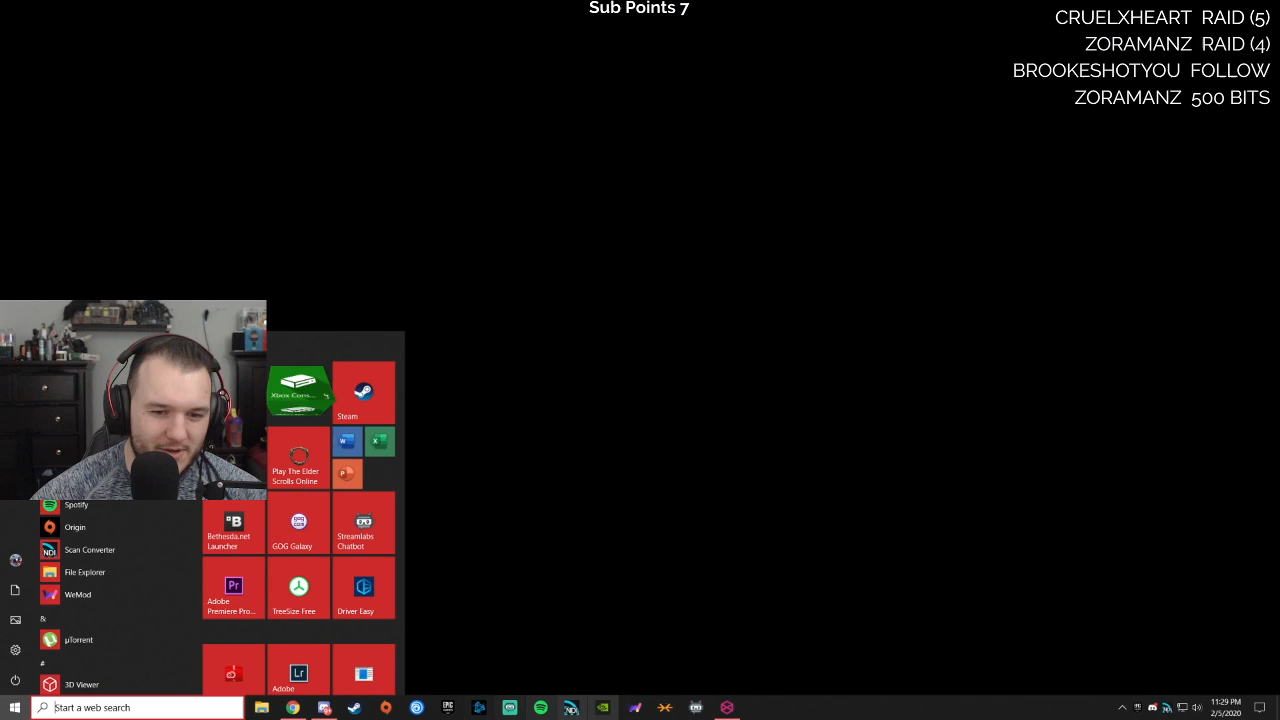 Sub Points 7
CRUELXHEART RAID (5)
ZORAMANZ RAID (4)
BROOKESHOTYOU FOLLOW
ZORAMANZ 500 BITS
Xbox Cons...
Steam
Play The Elder
Scrolls Online
Spotify
Origin
Scan Converter
File Explorer
WeMod
&
µTorrent
#
3D Viewer
Bethesda.net
Launcher
GOG Galaxy
Streamlabs
Chatbot
Adobe
Premiere Pro...
TreeSize Free
Driver Easy
Adobe
Start a web search
11:29 PM
2/5/2020